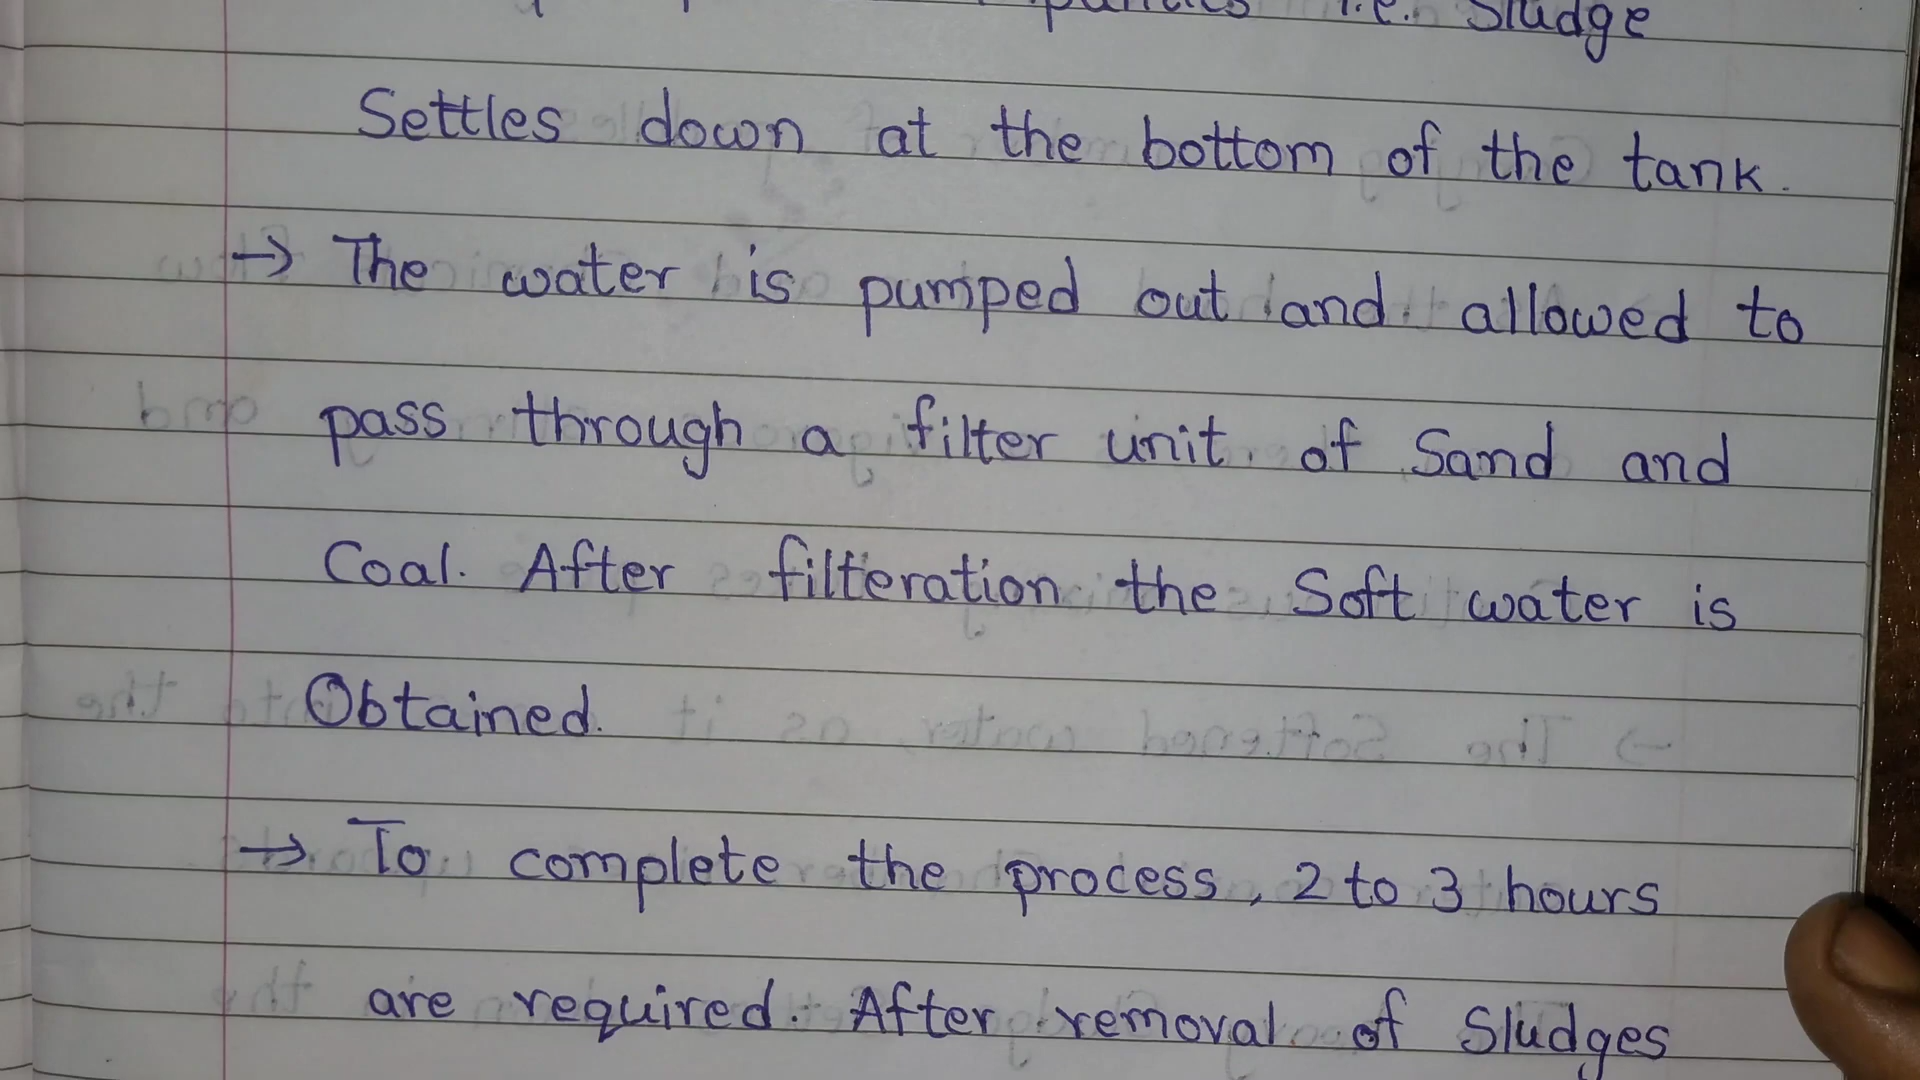 i.e. Sludge
Settles down at the bottom of the tank.
→ The water is pumped out and allowed to
pass through a filter unit of Sand and
Coal. After filteration the Soft water is
Obtained.
→ To complete the process, 2 to 3 hours
are required. After removal of Sludges